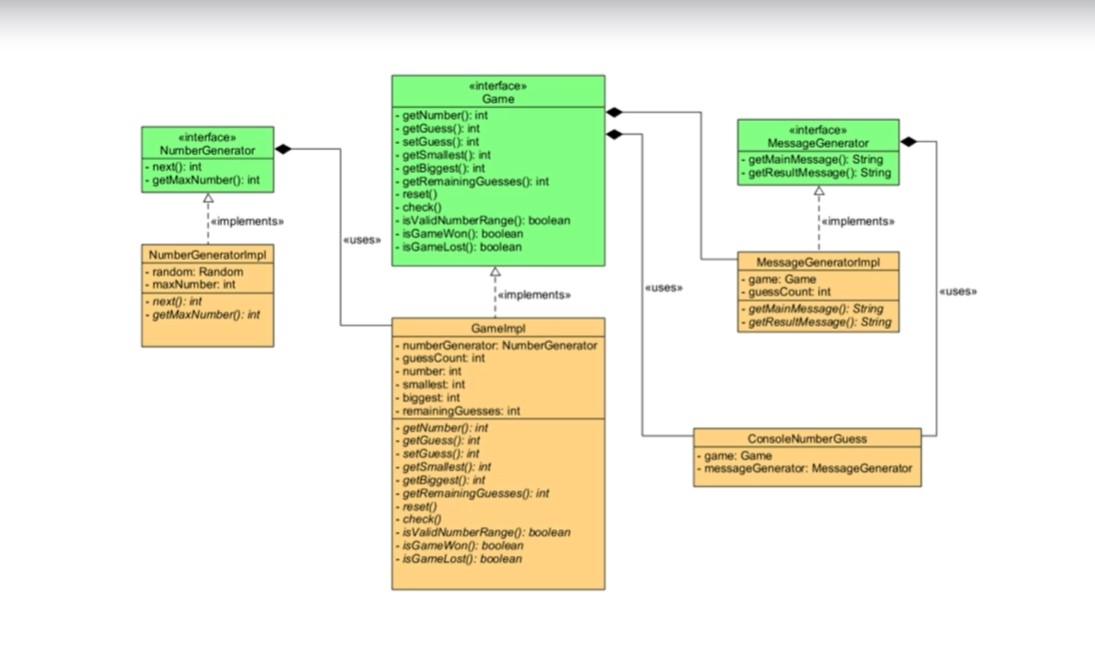 «interface»
NumberGenerator
- next(): int
- getMaxNumber(): int
«implements»
NumberGeneratorImpl
- random: Random
- maxNumber: int
- next(): int
- getMaxNumber(): int
«uses»
«interface»
Game
- getNumber(): int
- getGuess(): int
- setGuess(): int
- getSmallest(): int
- getBiggest(): int
- getRemainingGuesses(): int
- reset()
- check()
- isValidNumberRange(): boolean
- isGameWon(): boolean
- isGameLost(): boolean
«implements»
GameImpl
- numberGenerator: NumberGenerator
- guessCount: int
- number: int
- smallest: int
- biggest: int
- remainingGuesses: int
- getNumber(): int
- getGuess(): int
- setGuess(): int
- getSmallest(): int
- getBiggest(): int
- getRemainingGuesses(): int
- reset()
- check()
- isValidNumberRange(): boolean
- isGameWon(): boolean
- isGameLost(): boolean
«uses»
«interface»
MessageGenerator
- getMainMessage(): String
- getResultMessage(): String
«implements»
MessageGeneratorImpl
- game: Game
- guessCount: int
- getMainMessage(): String
- getResultMessage(): String
«uses»
ConsoleNumberGuess
- game: Game
- messageGenerator: MessageGenerator